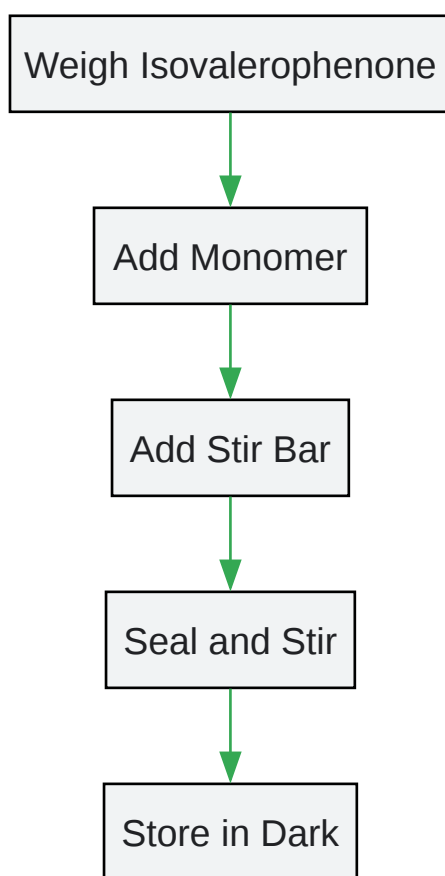 Weigh Isovalerophenone
Add Monomer
Add Stir Bar
Seal and Stir
Store in Dark